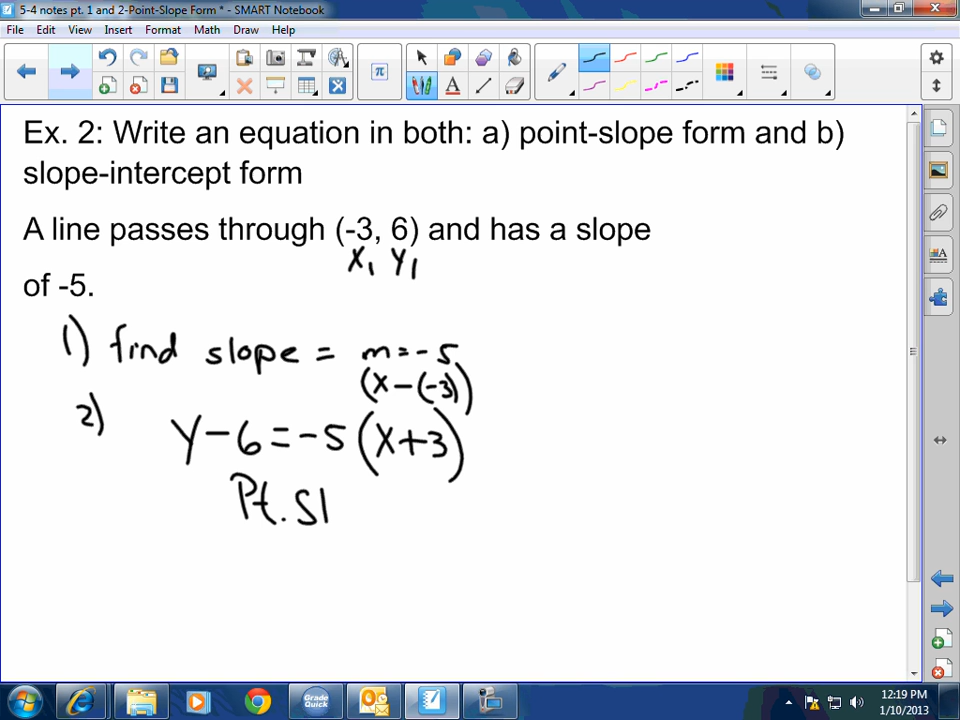 5-4 notes pt. 1 and 2-Point-Slope Form * - SMART Notebook
File Edit View Insert Format Math Draw Help
π
A
Ex. 2: Write an equation in both: a) point-slope form and b)
slope-intercept form
A line passes through (-3, 6) and has a slope
x₁ y₁
of -5.
1) find slope = m = -5
(x - (-3))
2) y - 6 = -5 (x + 3)
Pt. Sl
Grade
Quick
12:19 PM
1/10/2013